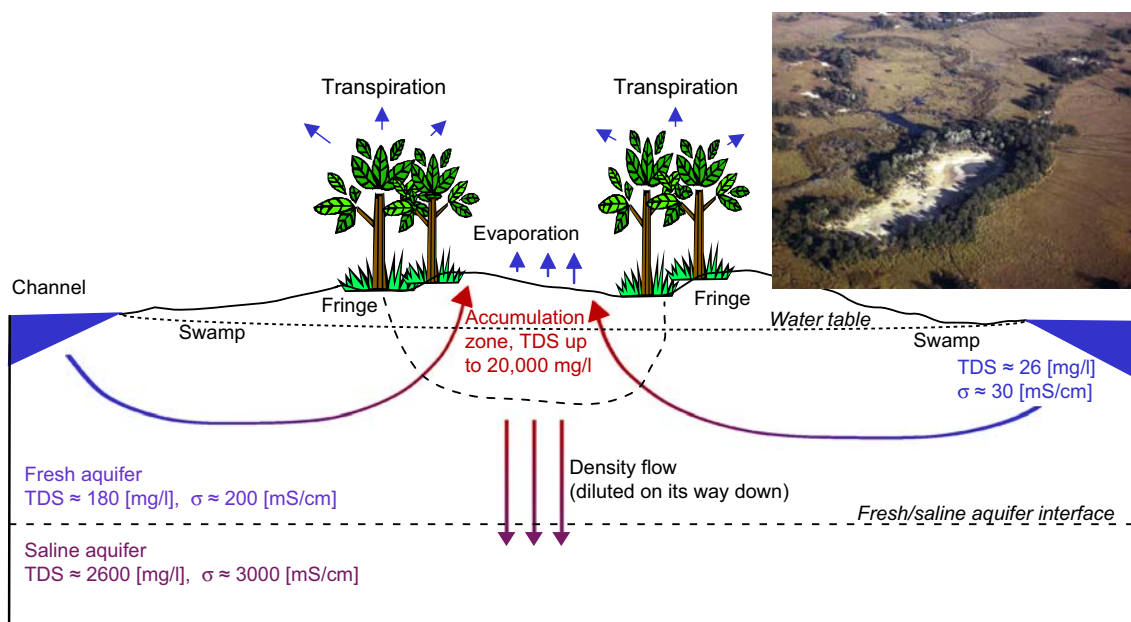 Transpiration
Transpiration
Evaporation
Channel
Fringe
Fringe
Swamp
Accumulation
zone, TDS up
to 20,000 mg/l
Water table
Swamp
TDS ≈ 26 [mg/l]
σ ≈ 30 [mS/cm]
Fresh aquifer
TDS ≈ 180 [mg/l], σ ≈ 200 [mS/cm]
Density flow
(diluted on its way down)
Fresh/saline aquifer interface
Saline aquifer
TDS ≈ 2600 [mg/l], σ ≈ 3000 [mS/cm]